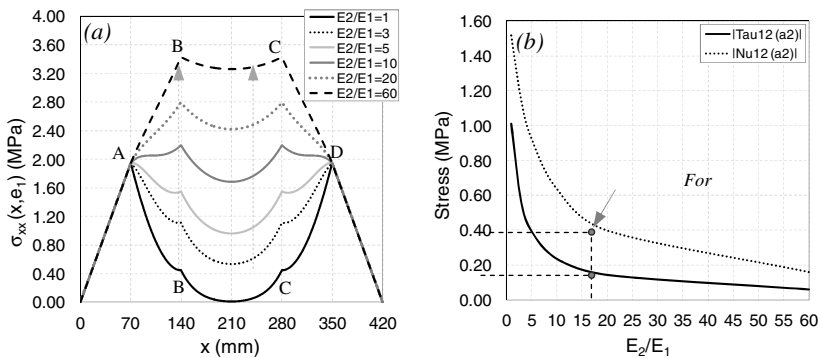 4.00
3.60
3.20
2.80
2.40
2.00
1.60
1.20
0.80
0.40
0.00
σxx(x,e1) (MPa)
(a)
B
C
A
D
B
C
E2/E1=1
E2/E1=3
E2/E1=5
E2/E1=10
E2/E1=20
E2/E1=60
0 70 140 210 280 350 420
x (mm)
1.60
1.40
1.20
1.00
0.80
0.60
0.40
0.20
0.00
Stress (MPa)
(b)
|Tau12 (a2)|
|Nu12 (a2)|
For
0 5 10 15 20 25 30 35 40 45 50 55 60
E2/E1